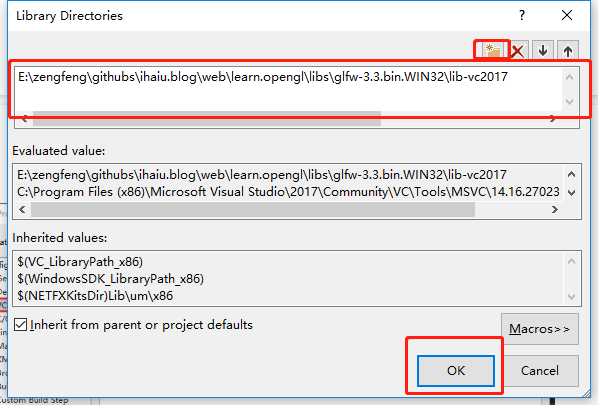 Library Directories
?
E:\zengfeng\githubs\ihaiu.blog\web\learn.opengl\libs\glfw-3.3.bin.WIN32\lib-vc2017
Evaluated value:
E:\zengfeng\githubs\ihaiu.blog\web\learn.opengl\libs\glfw-3.3.bin.WIN32\lib-vc2017
C:\Program Files (x86)\Microsoft Visual Studio\2017\Community\VC\Tools\MSVC\14.16.27023
Inherited values:
$(VC_LibraryPath_x86)
$(WindowsSDK_LibraryPath_x86)
$(NETFXKitsDir)Lib\um\x86
Inherit from parent or project defaults
Macros>>
OK
Cancel
Custom Build Step